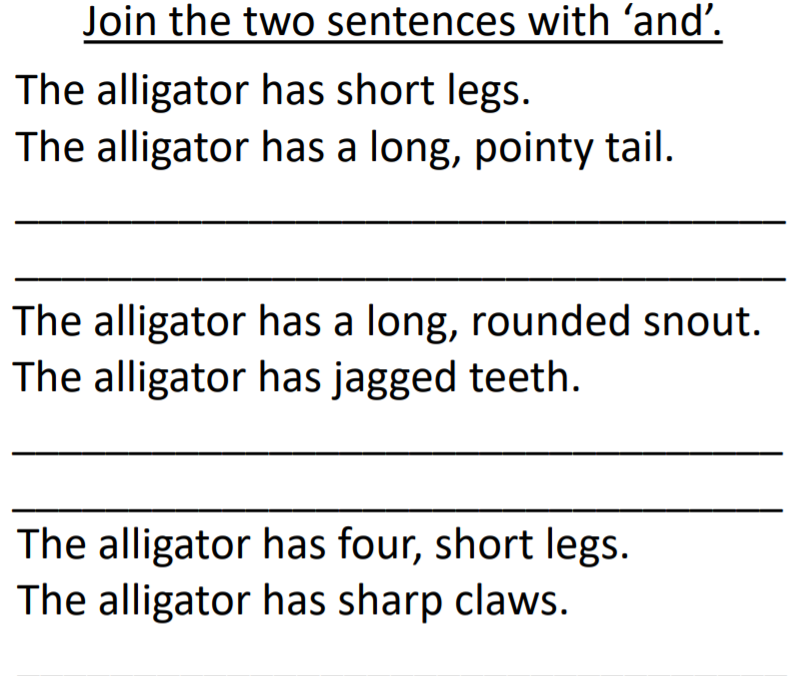 Join the two sentences with ‘and’.
The alligator has short legs.
The alligator has a long, pointy tail.
The alligator has a long, rounded snout.
The alligator has jagged teeth.
The alligator has four, short legs.
The alligator has sharp claws.